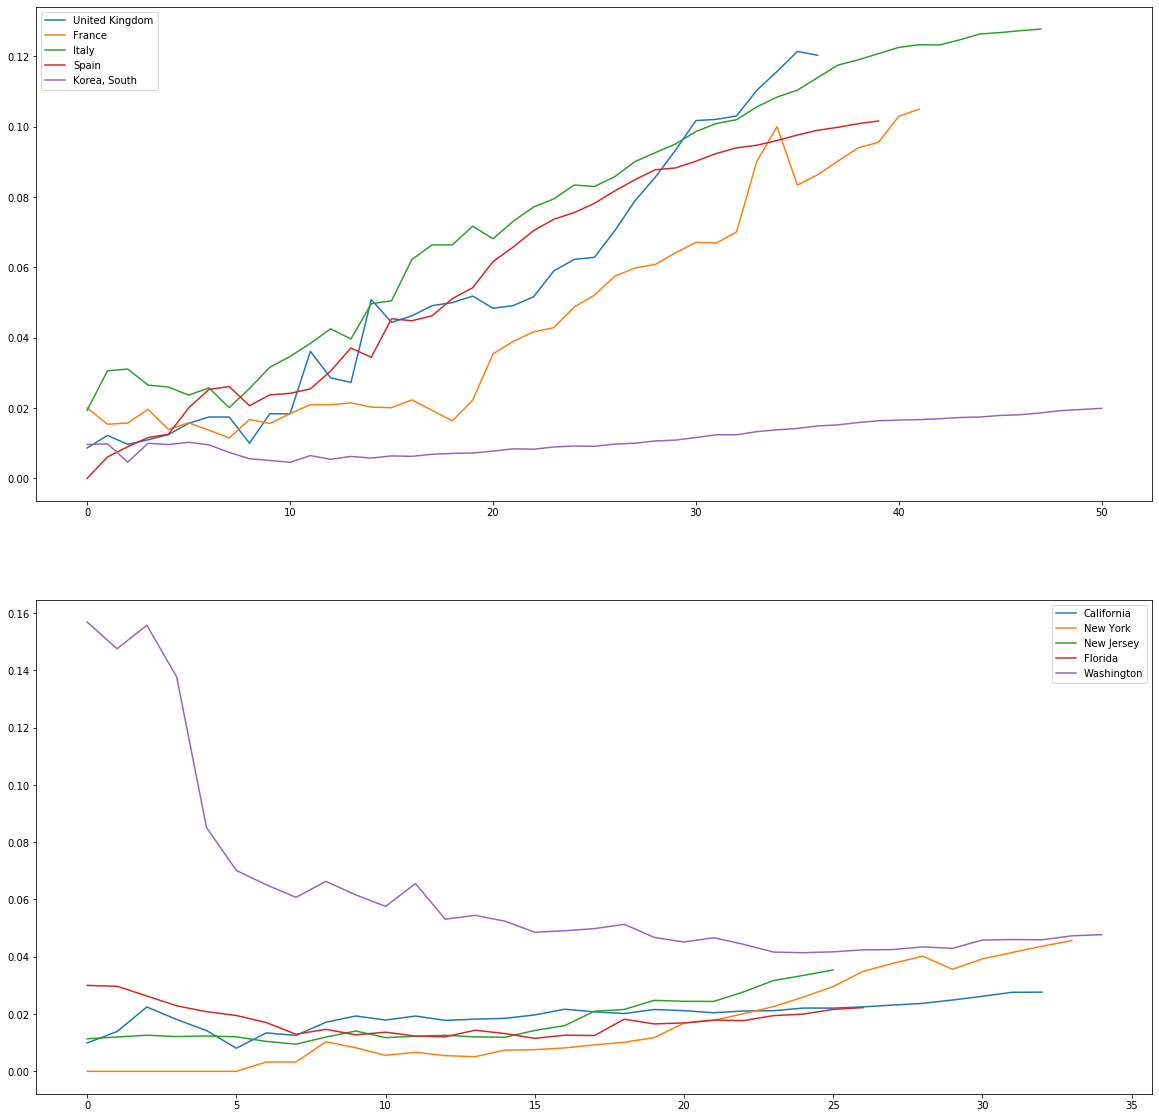 United Kingdom
France
Italy
Spain
Korea, South
0.12
0.10
0.08
0.06
0.04
0.02
0.00
0 10 20 30 40 50
California
New York
New Jersey
Florida
Washington
0.16
0.14
0.12
0.10
0.08
0.06
0.04
0.02
0.00
0 5 10 15 20 25 30 35